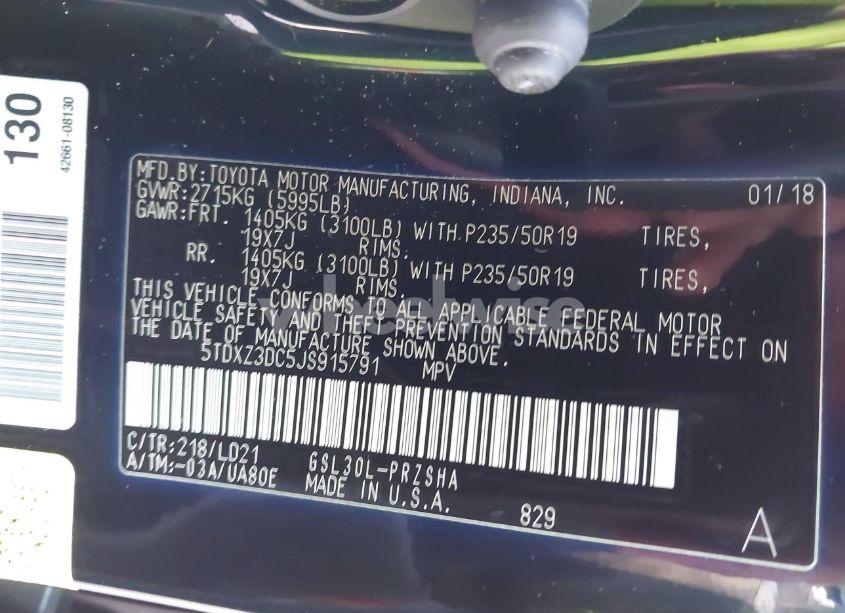 130
42661-08130
MFD.BY:TOYOTA MOTOR MANUFACTURING, INDIANA, INC. 01/18
GVWR:2715KG (5995LB)
GAWR:FRT. 1405KG (3100LB) WITH P235/50R19 TIRES,
19X7J RIMS.
RR. 1405KG (3100LB) WITH P235/50R19 TIRES,
19X7J RIMS.
THIS VEHICLE CONFORMS TO ALL APPLICABLE FEDERAL MOTOR
VEHICLE SAFETY AND THEFT PREVENTION STANDARDS IN EFFECT ON
THE DATE OF MANUFACTURE SHOWN ABOVE.
5TDXZ3DC5JS915791 MPV
C/TR:218/LD21 GSL30L-PRZSHA
A/TM:-03A/UA80E MADE IN U.S.A.
829
A